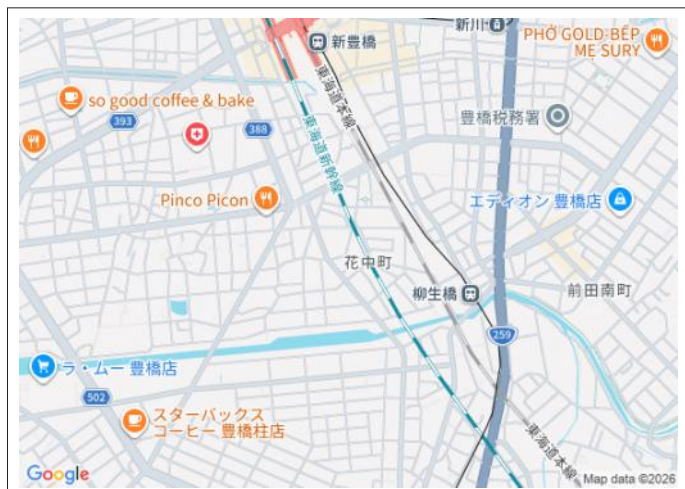 新豊橋
新川
PHỞ GOLD-BẾP
MẸ SURY
so good coffee & bake
393
388
東海道本線
東海道新幹線
豊橋税務署
Pinco Picon
エディオン 豊橋店
花中町
柳生橋
前田南町
259
ラ・ムー 豊橋店
502
スターバックス
コーヒー 豊橋柱店
東海道本線
Google
Map data ©2026